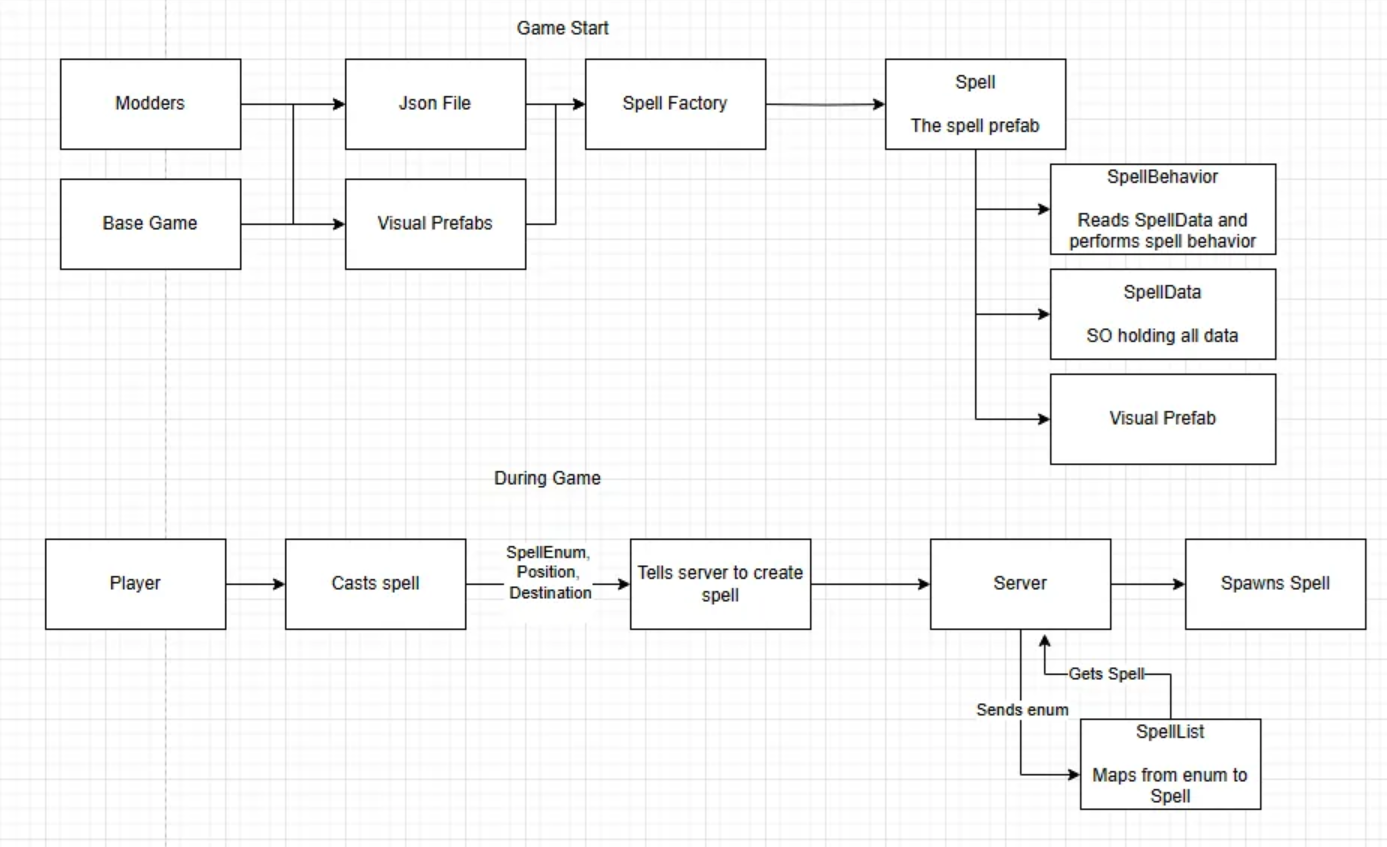 Game Start
Modders
Json File
Spell Factory
Spell
The spell prefab
Base Game
Visual Prefabs
SpellBehavior
Reads SpellData and
performs spell behavior
SpellData
SO holding all data
Visual Prefab
During Game
Player
Casts spell
SpellEnum,
Position,
Destination
Tells server to create
spell
Server
Spawns Spell
Gets Spell
Sends enum
SpellList
Maps from enum to
Spell